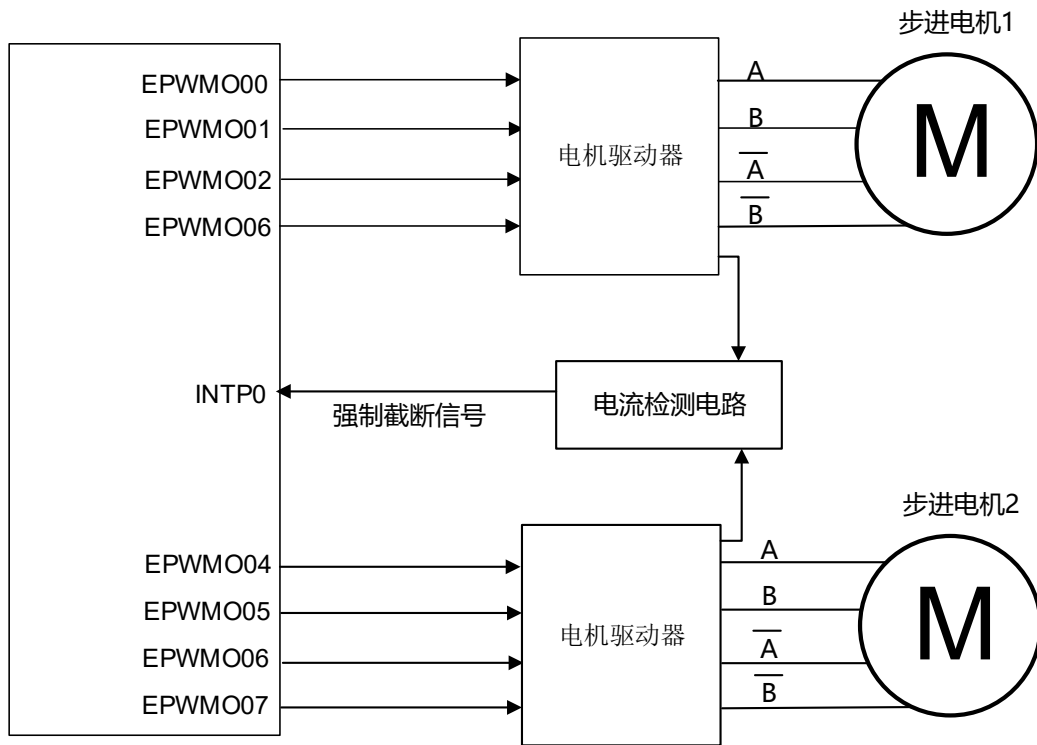 步进电机1
EPWMO00
EPWMO01
EPWMO02
EPWMO06
电机驱动器
A
B
A̅
B̅
M
INTP0
强制截断信号
电流检测电路
步进电机2
EPWMO04
EPWMO05
EPWMO06
EPWMO07
电机驱动器
A
B
A̅
B̅
M